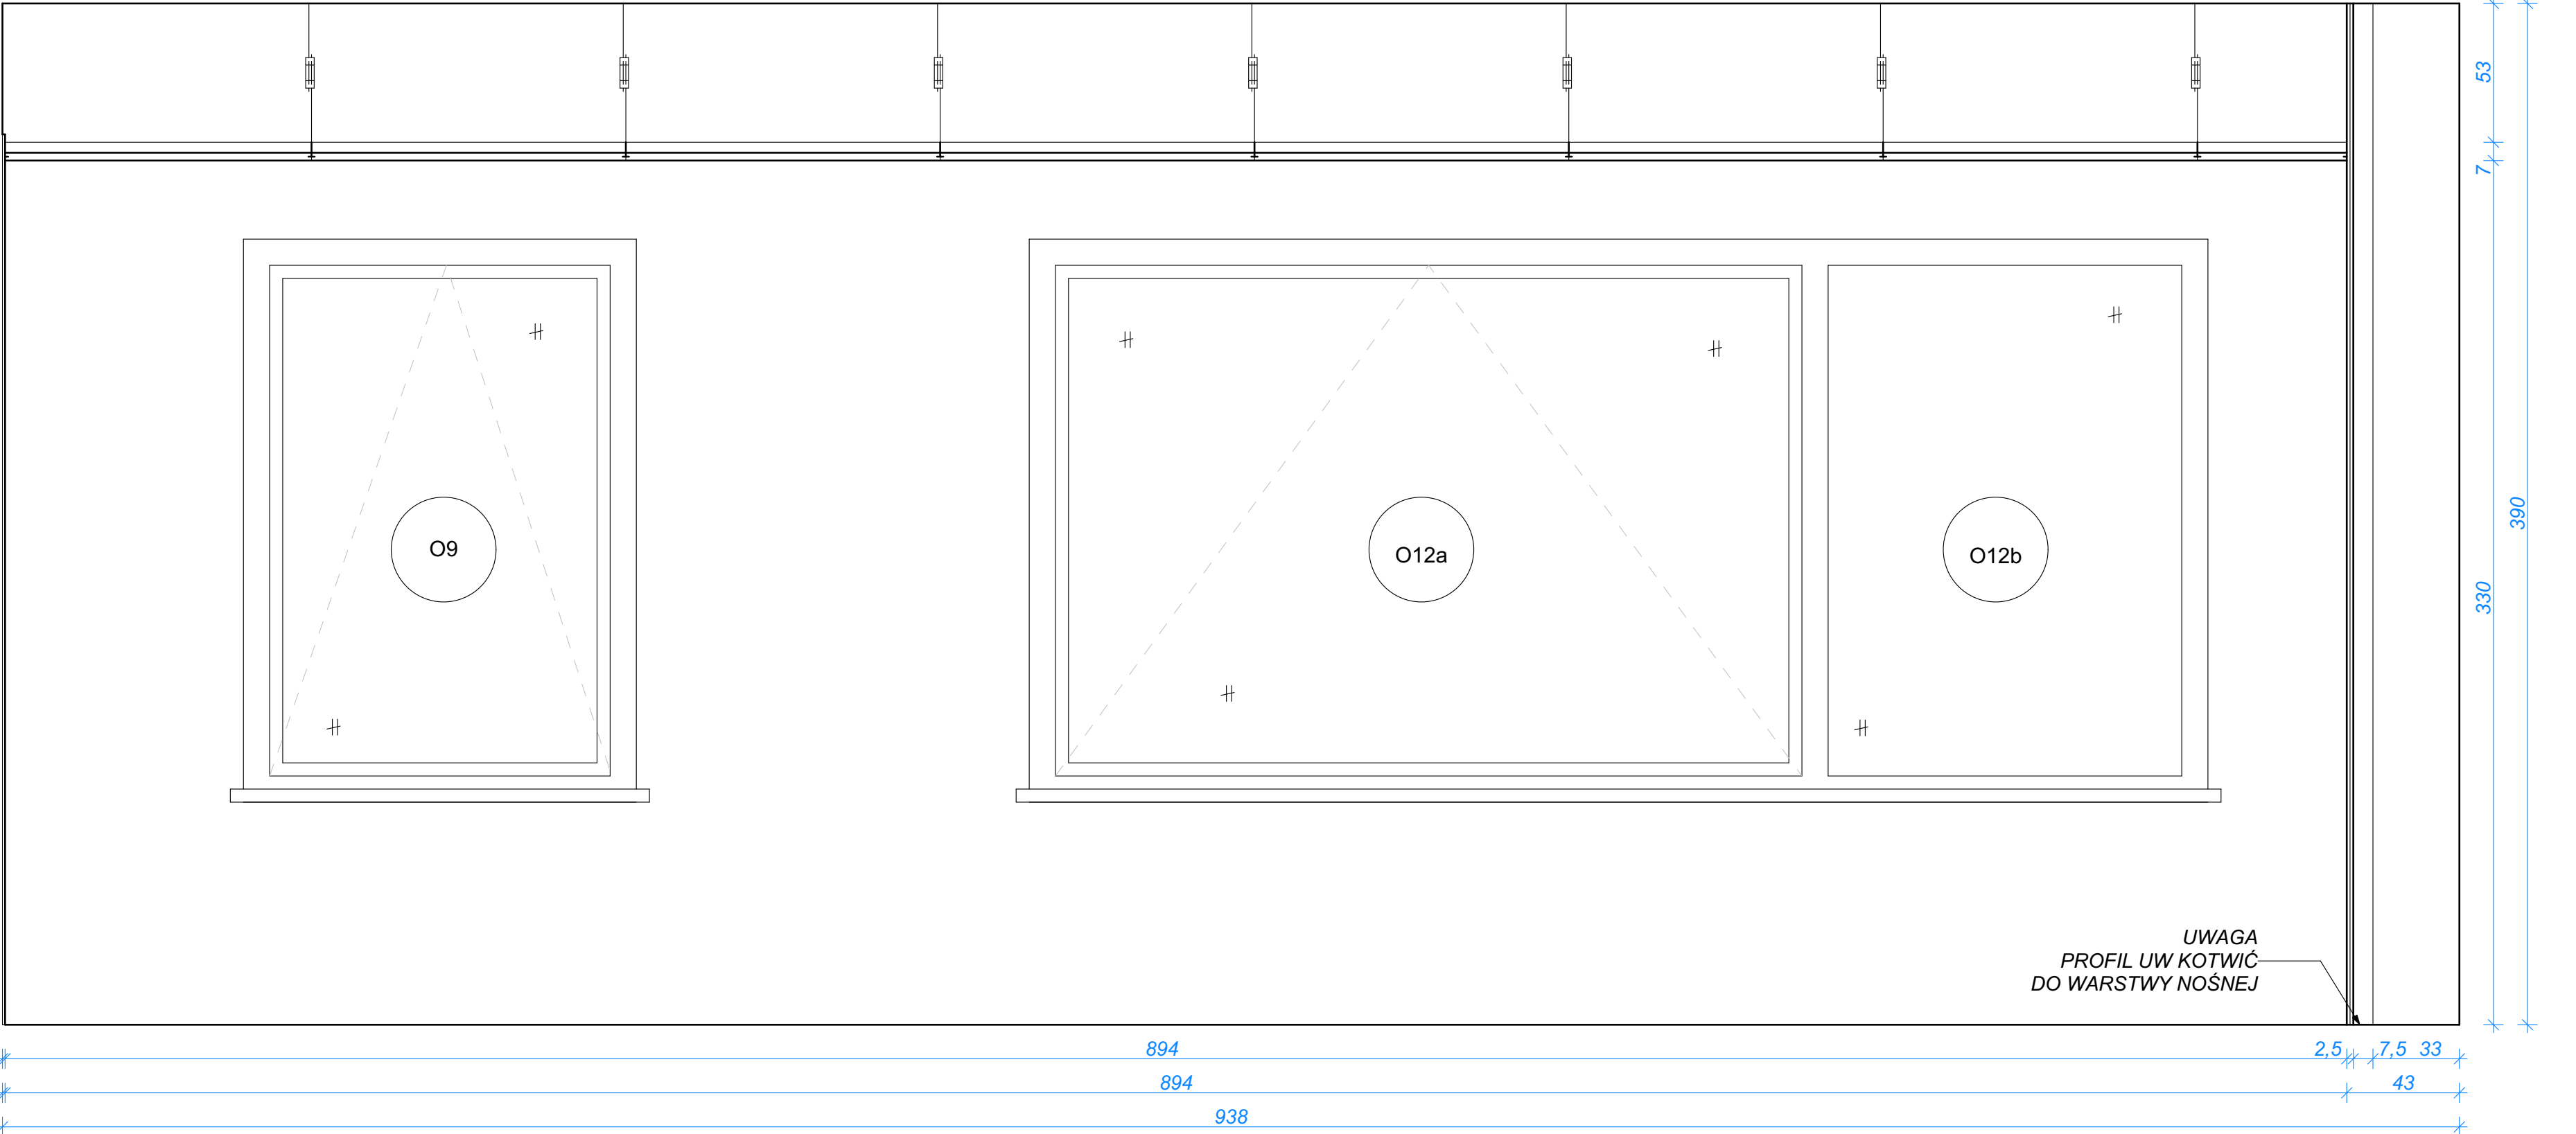 53
7
390
330
O9
O12a
O12b
UWAGA
PROFIL UW KOTWIĆ
DO WARSTWY NOŚNEJ
894
2,5
7,5
33
894
43
938